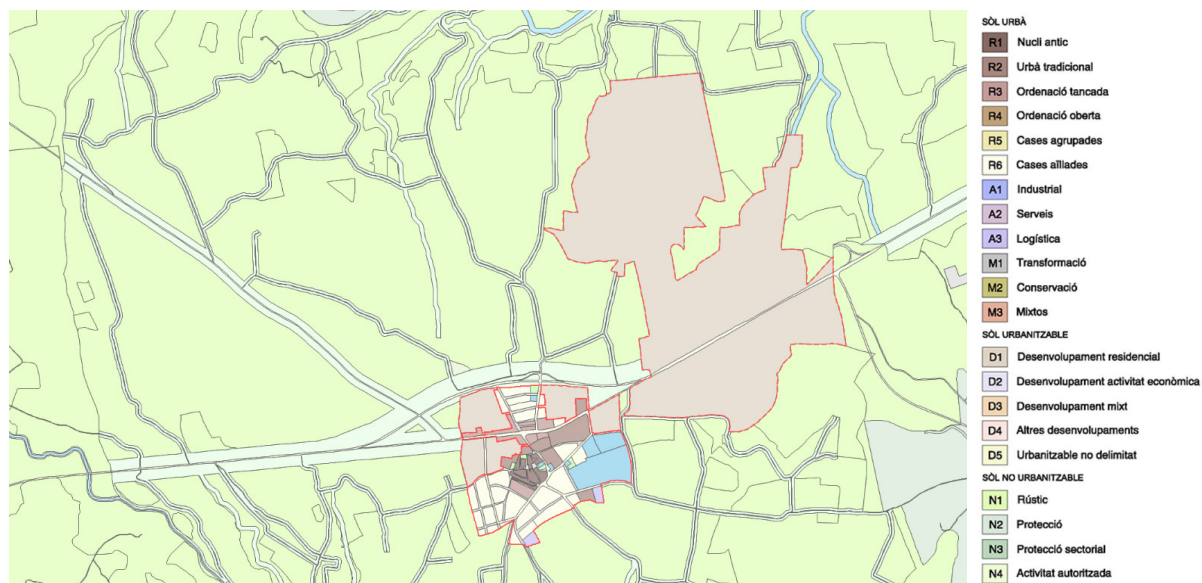 SÒL URBÀ
R1 Nucli antic
R2 Urbà tradicional
R3 Ordenació tancada
R4 Ordenació oberta
R5 Cases agrupades
R6 Cases aïllades
A1 Industrial
A2 Serveis
A3 Logística
M1 Transformació
M2 Conservació
M3 Mixtos
SÒL URBANITZABLE
D1 Desenvolupament residencial
D2 Desenvolupament activitat econòmica
D3 Desenvolupament mixt
D4 Altres desenvolupaments
D5 Urbanitzable no delimitat
SÒL NO URBANITZABLE
N1 Rústic
N2 Protecció
N3 Protecció sectorial
N4 Activitat autoritzada